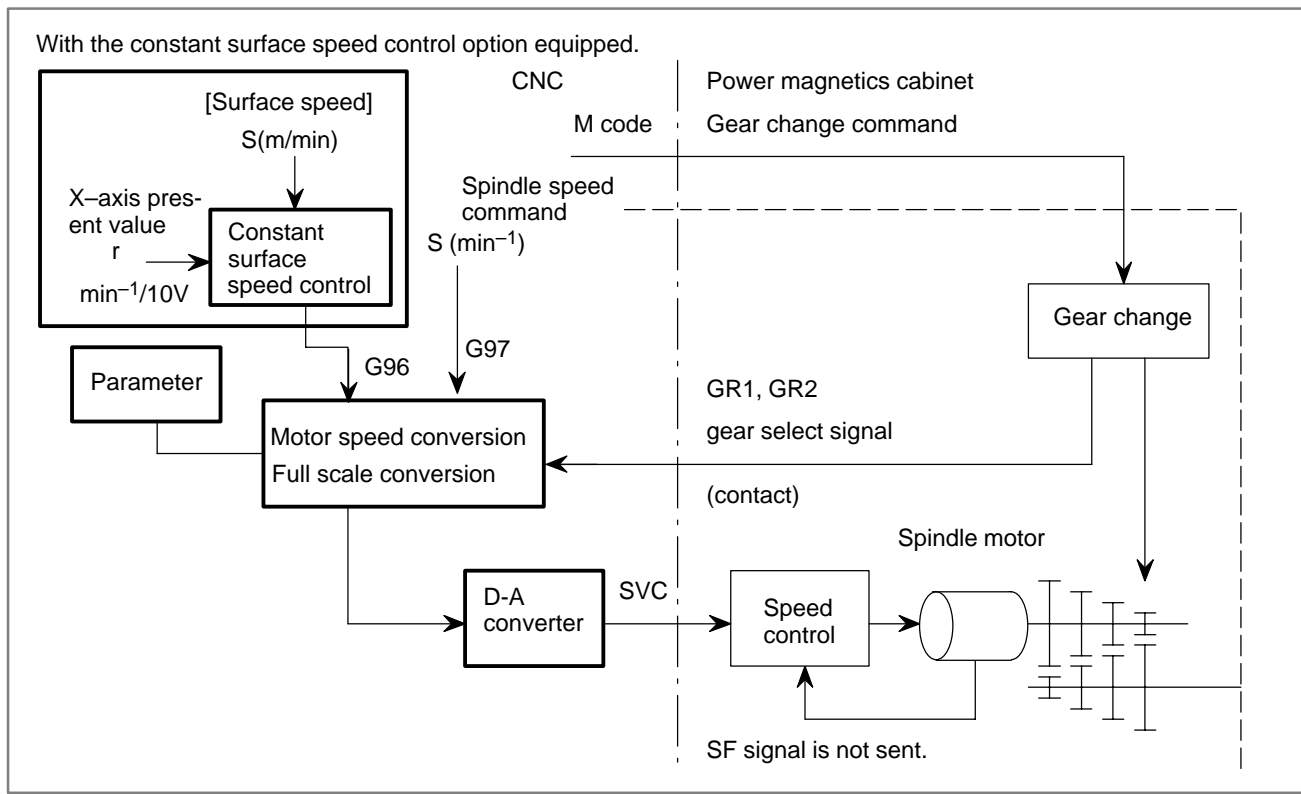 With the constant surface speed control option equipped.
CNC
Power magnetics cabinet
[Surface speed]
S(m/min)
M code
Gear change command
X–axis pres-
ent value
r
min⁻¹/10V
Constant
surface
speed control
Spindle speed
command
S (min⁻¹)
Gear change
G96
G97
Parameter
GR1, GR2
gear select signal
(contact)
Motor speed conversion
Full scale conversion
Spindle motor
D-A
converter
SVC
Speed
control
SF signal is not sent.